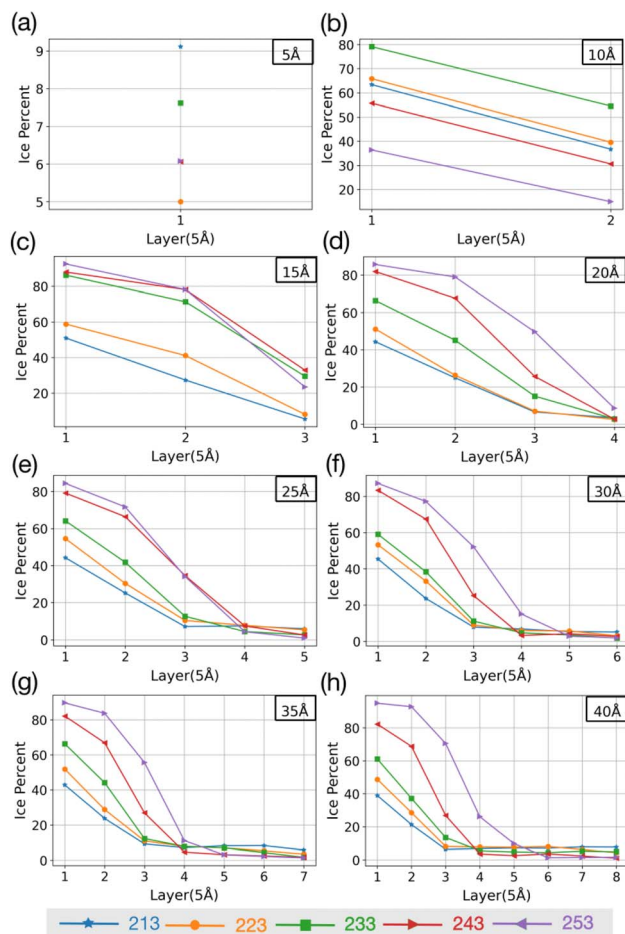 (a)
5Å
Ice Percent
9
8
7
6
5
1
Layer(5Å)
(b)
10Å
Ice Percent
80
70
60
50
40
30
20
1 2
Layer(5Å)
(c)
15Å
Ice Percent
80
60
40
20
1 2 3
Layer(5Å)
(d)
20Å
Ice Percent
80
60
40
20
0
1 2 3 4
Layer(5Å)
(e)
25Å
Ice Percent
80
60
40
20
0
1 2 3 4 5
Layer(5Å)
(f)
30Å
Ice Percent
80
60
40
20
0
1 2 3 4 5 6
Layer(5Å)
(g)
35Å
Ice Percent
80
60
40
20
0
1 2 3 4 5 6 7
Layer(5Å)
(h)
40Å
Ice Percent
80
60
40
20
0
1 2 3 4 5 6 7 8
Layer(5Å)
213 223 233 243 253